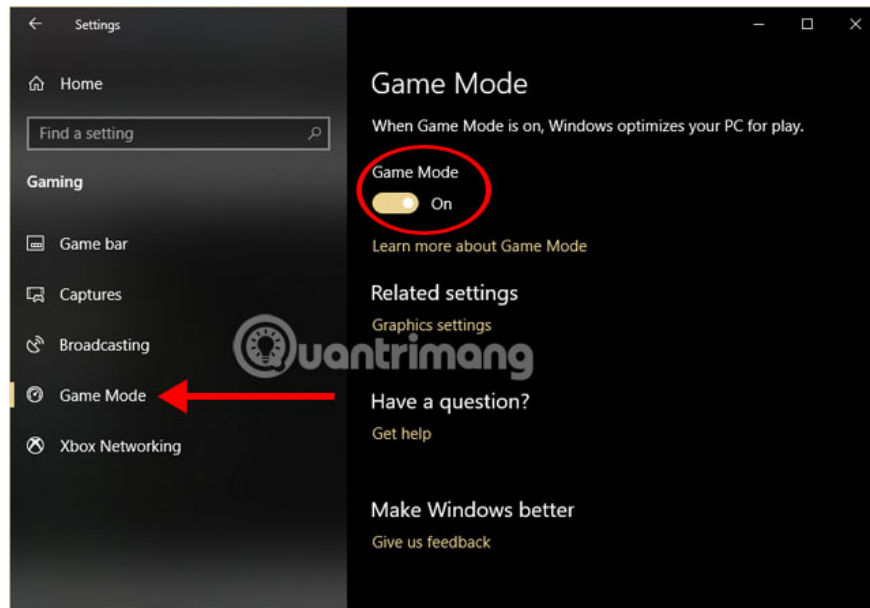 Settings
Home
Find a setting
Gaming
Game bar
Captures
Broadcasting
Game Mode
Xbox Networking
Game Mode
When Game Mode is on, Windows optimizes your PC for play.
Game Mode
On
Learn more about Game Mode
Related settings
Graphics settings
Quantrimang
Have a question?
Get help
Make Windows better
Give us feedback